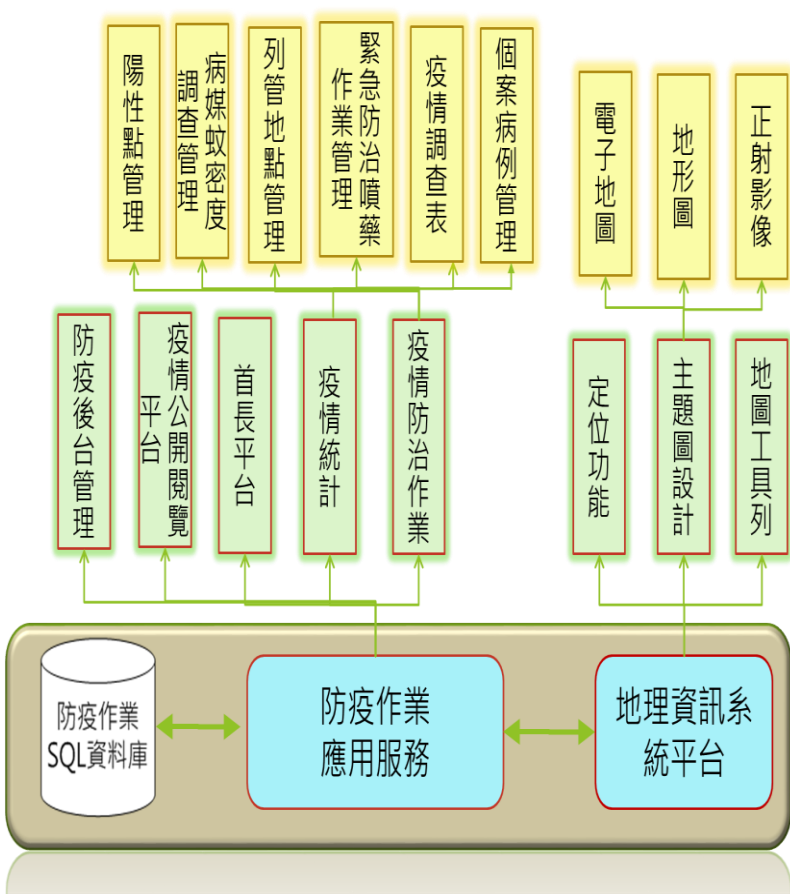 陽性點管理
病媒蚊密度
調查管理
列管地點管理
緊急防治噴藥
作業管理
疫情調查表
個案病例管理
電子地圖
地形圖
正射影像
防疫後台管理
疫情公開閱覽
平台
首長平台
疫情統計
疫情防治作業
定位功能
主題圖設計
地圖工具列
防疫作業
SQL資料庫
防疫作業
應用服務
地理資訊系
統平台